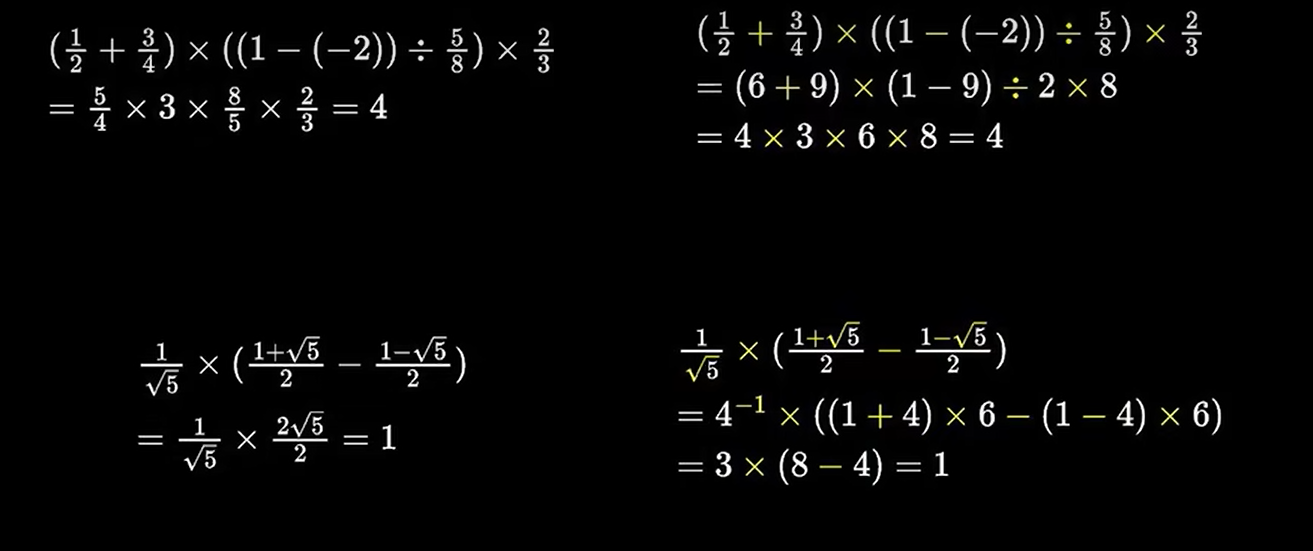 (1/2 + 3/4) × ((1 − (−2)) ÷ 5/8) × 2/3
= 5/4 × 3 × 8/5 × 2/3 = 4
(1/2 + 3/4) × ((1 − (−2)) ÷ 5/8) × 2/3
= (6 + 9) × (1 − 9) ÷ 2 × 8
= 4 × 3 × 6 × 8 = 4
1/√5 × ((1+√5)/2 − (1−√5)/2)
= 1/√5 × 2√5/2 = 1
1/√5 × ((1+√5)/2 − (1−√5)/2)
= 4⁻¹ × ((1 + 4) × 6 − (1 − 4) × 6)
= 3 × (8 − 4) = 1